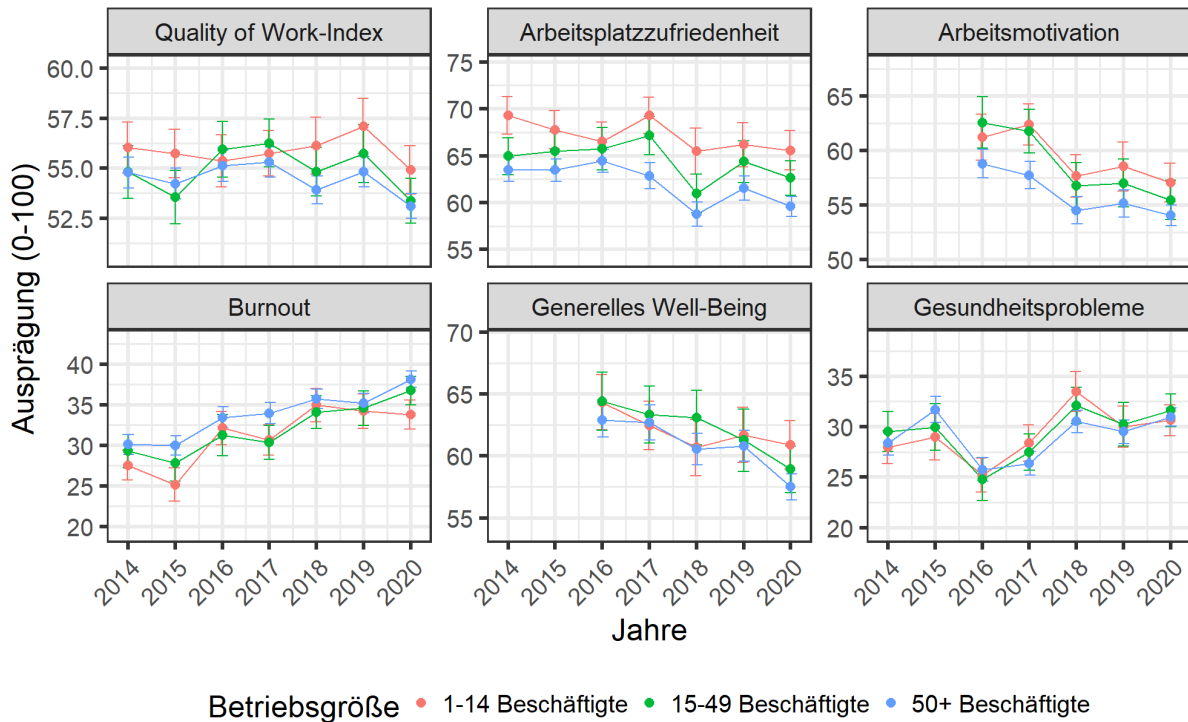 Quality of Work-Index
Arbeitsplatzzufriedenheit
Arbeitsmotivation
60.0
57.5
55.0
52.5
75
70
65
60
55
65
60
55
50
Ausprägung (0-100)
Burnout
Generelles Well-Being
Gesundheitsprobleme
40
35
30
25
20
70
65
60
55
35
30
25
20
2014 2015 2016 2017 2018 2019 2020
2014 2015 2016 2017 2018 2019 2020
2014 2015 2016 2017 2018 2019 2020
Jahre
Betriebsgröße 1-14 Beschäftigte 15-49 Beschäftigte 50+ Beschäftigte